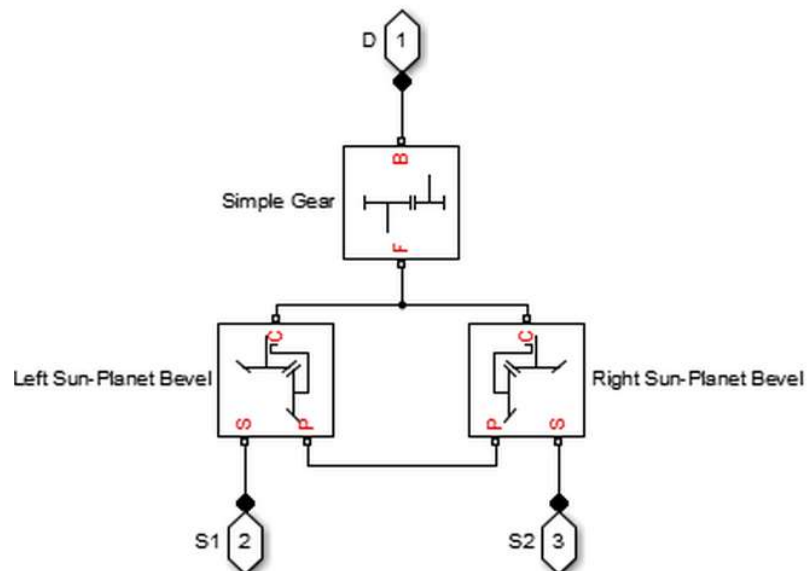 D 1
B
Simple Gear
F
C C
Left Sun-Planet Bevel Right Sun-Planet Bevel
S P P S
S1 2 S2 3